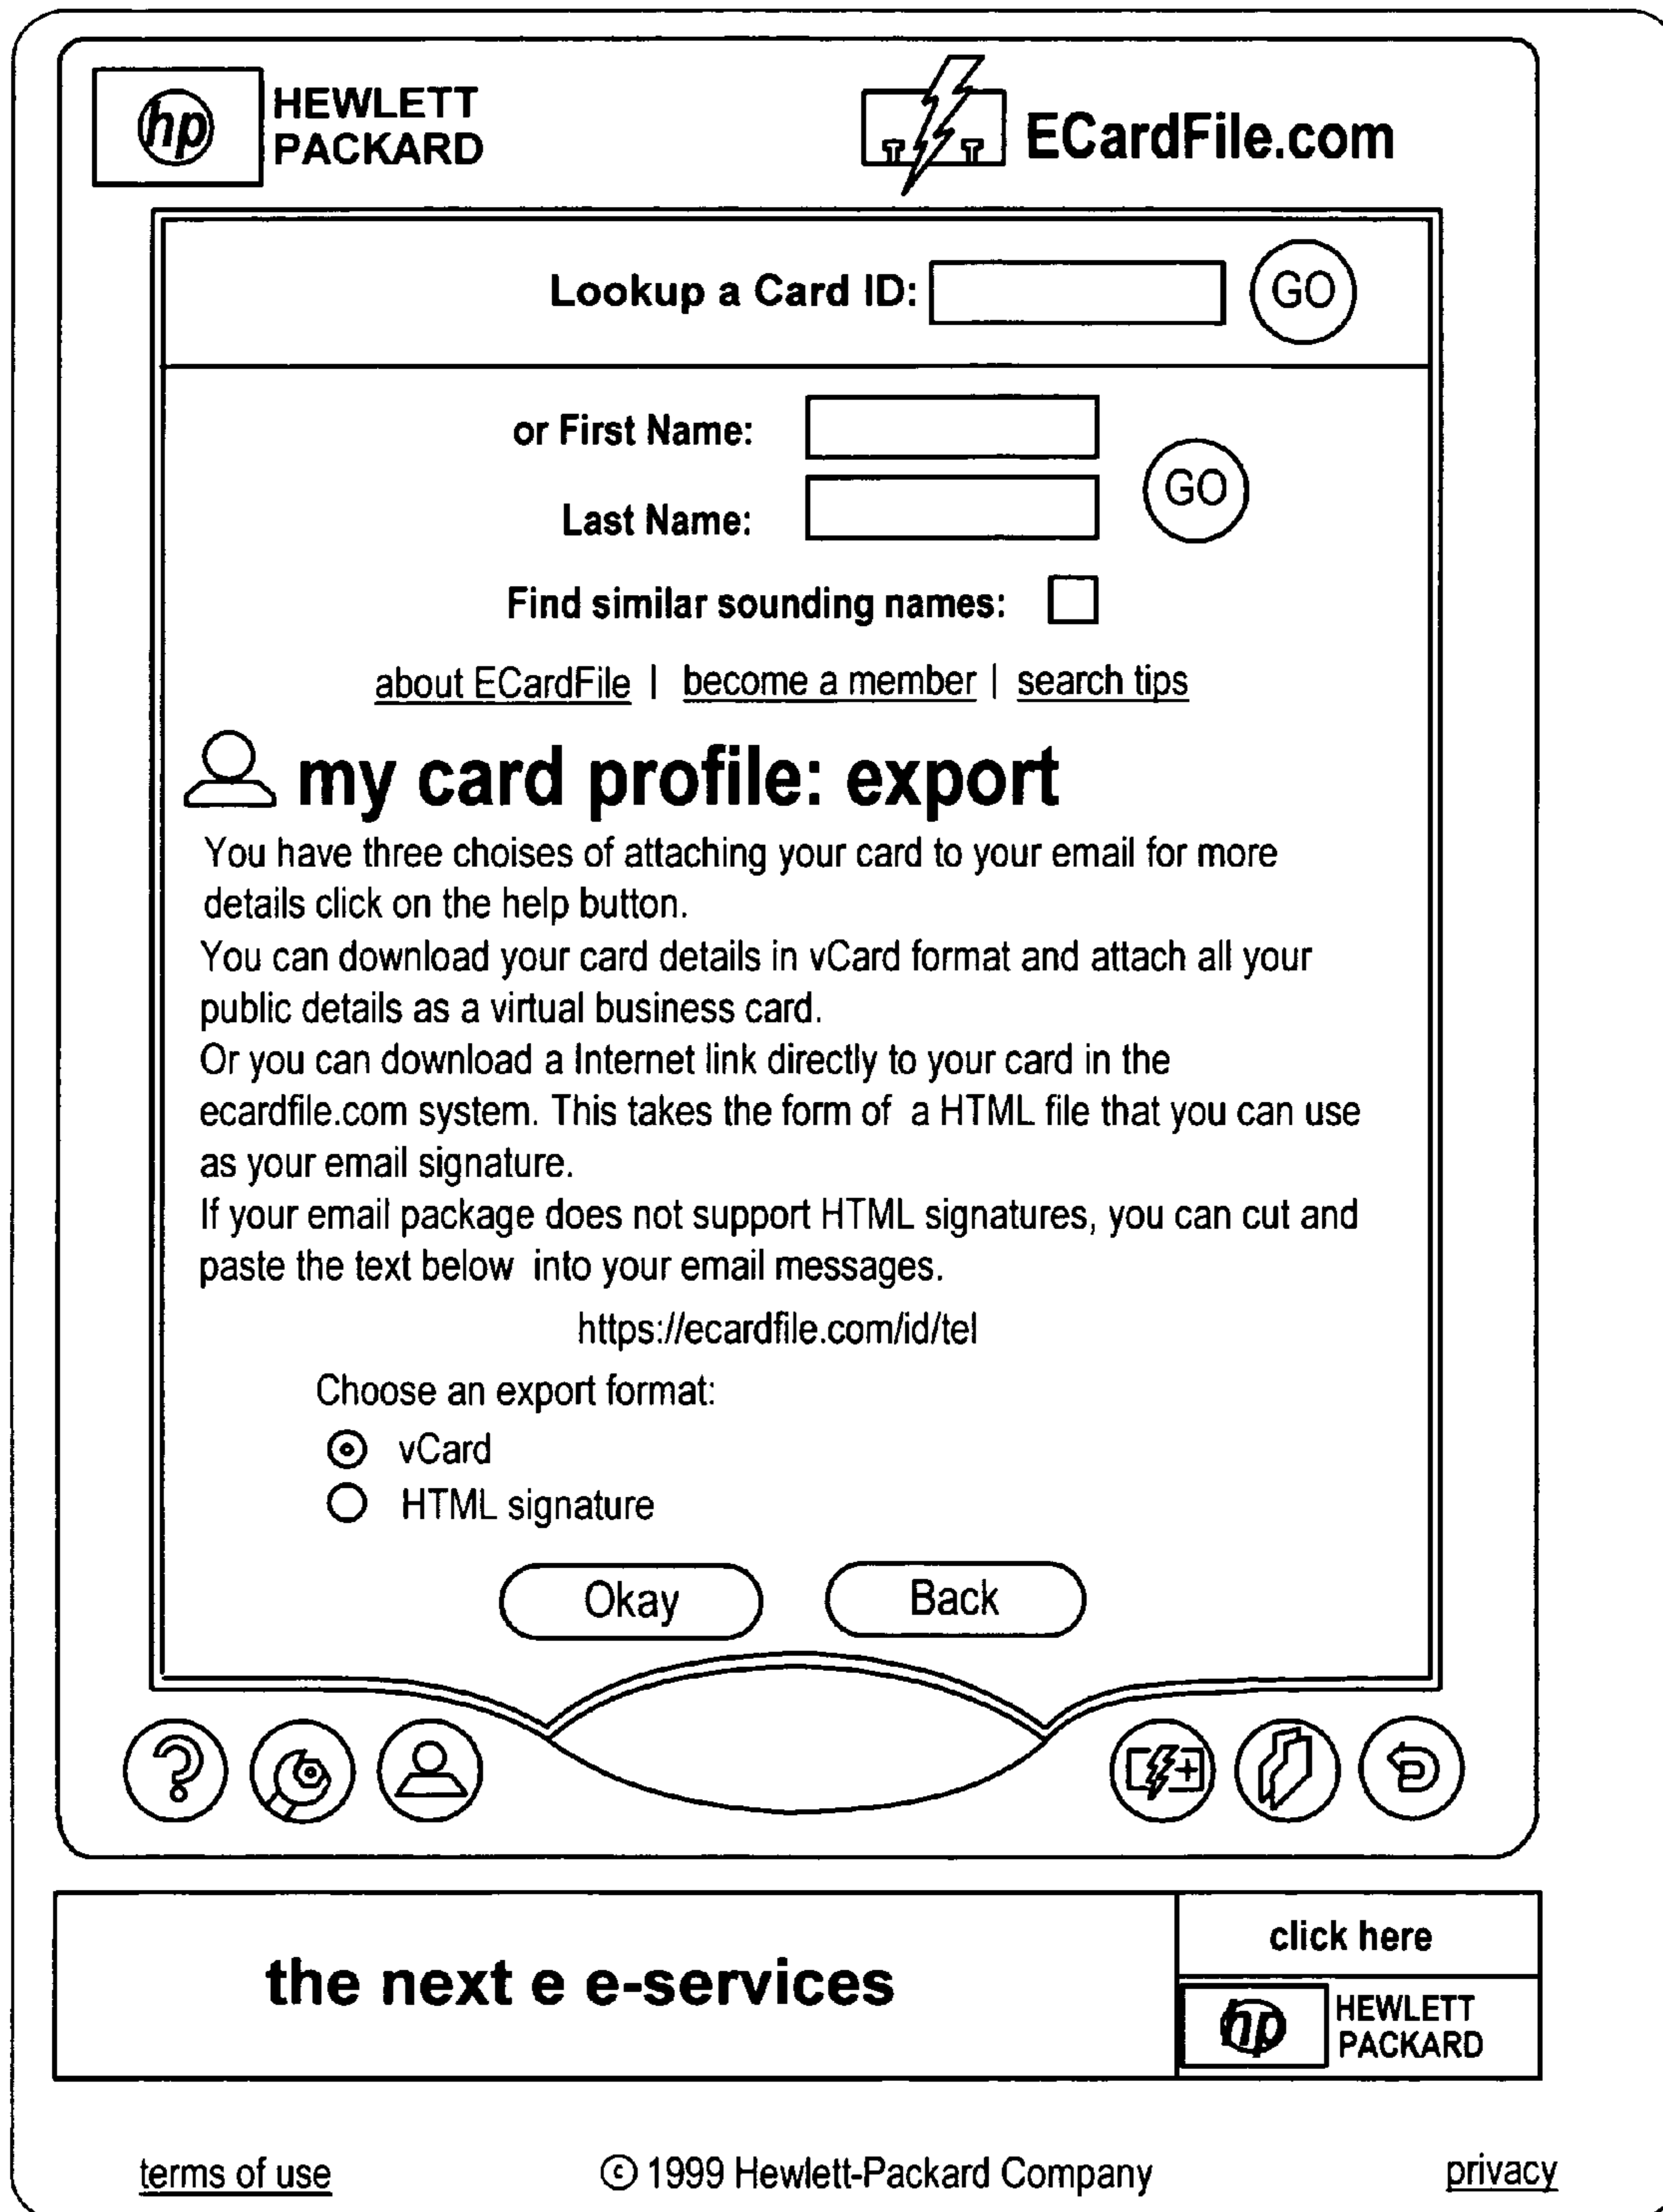 hp HEWLETT
PACKARD
ECardFile.com
Lookup a Card ID: GO
or First Name:
Last Name:
GO
Find similar sounding names:
about ECardFile | become a member | search tips
my card profile: export
You have three choises of attaching your card to your email for more
details click on the help button.
You can download your card details in vCard format and attach all your
public details as a virtual business card.
Or you can download a Internet link directly to your card in the
ecardfile.com system. This takes the form of a HTML file that you can use
as your email signature.
If your email package does not support HTML signatures, you can cut and
paste the text below into your email messages.
https://ecardfile.com/id/tel
Choose an export format:
vCard
HTML signature
Okay Back
?
the next e e-services
click here
hp HEWLETT
PACKARD
terms of use © 1999 Hewlett-Packard Company privacy